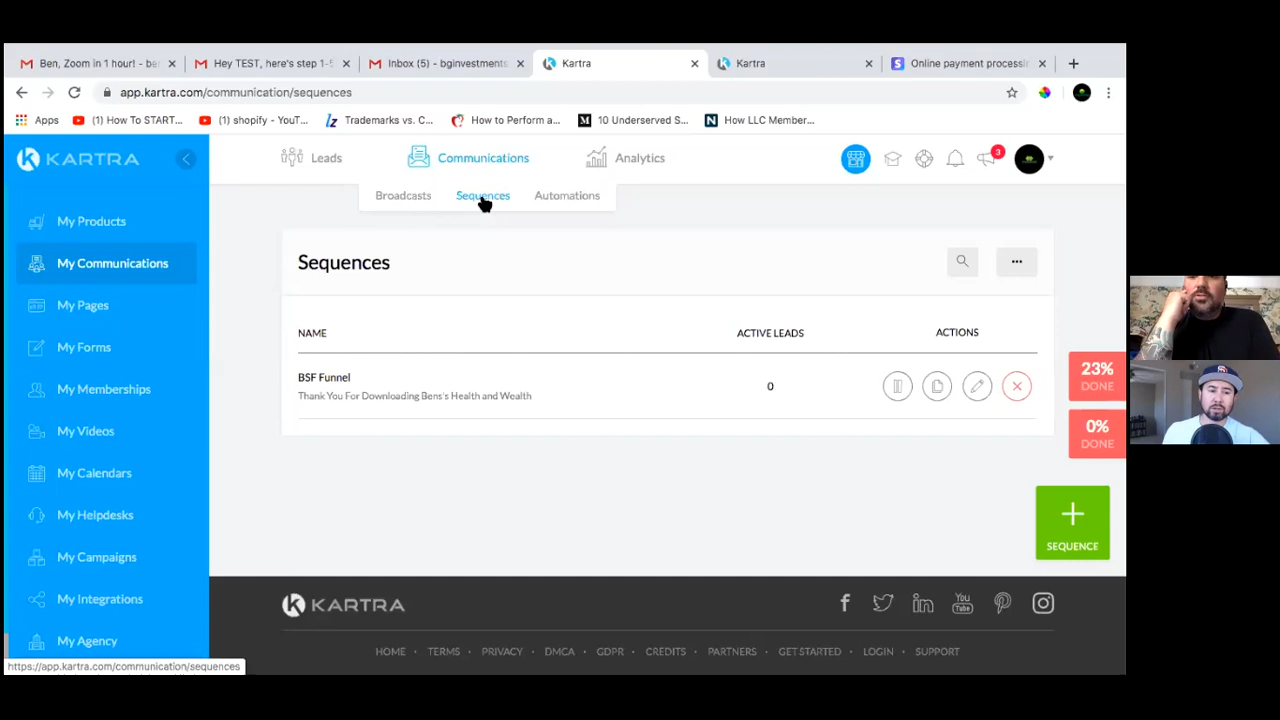 Ben, Zoom in 1 hour! - be
Hey TEST, here's step 1-5
Inbox (5) - bginvestments
Kartra
Kartra
Online payment processi
app.kartra.com/communication/sequences
Apps
(1) How To START...
(1) shopify - YouT...
Trademarks vs. C...
How to Perform a...
10 Underserved S...
How LLC Member...
KARTRA
Leads
Communications
Analytics
3
Broadcasts
Sequences
Automations
My Products
My Communications
My Pages
My Forms
My Memberships
My Videos
My Calendars
My Helpdesks
My Campaigns
My Integrations
My Agency
Sequences
NAME
ACTIVE LEADS
ACTIONS
BSF Funnel
Thank You For Downloading Bens's Health and Wealth
0
23%
DONE
0%
DONE
+
SEQUENCE
KARTRA
You
Tube
HOME
TERMS
PRIVACY
DMCA
GDPR
CREDITS
PARTNERS
GET STARTED
LOGIN
SUPPORT
https://app.kartra.com/communication/sequences